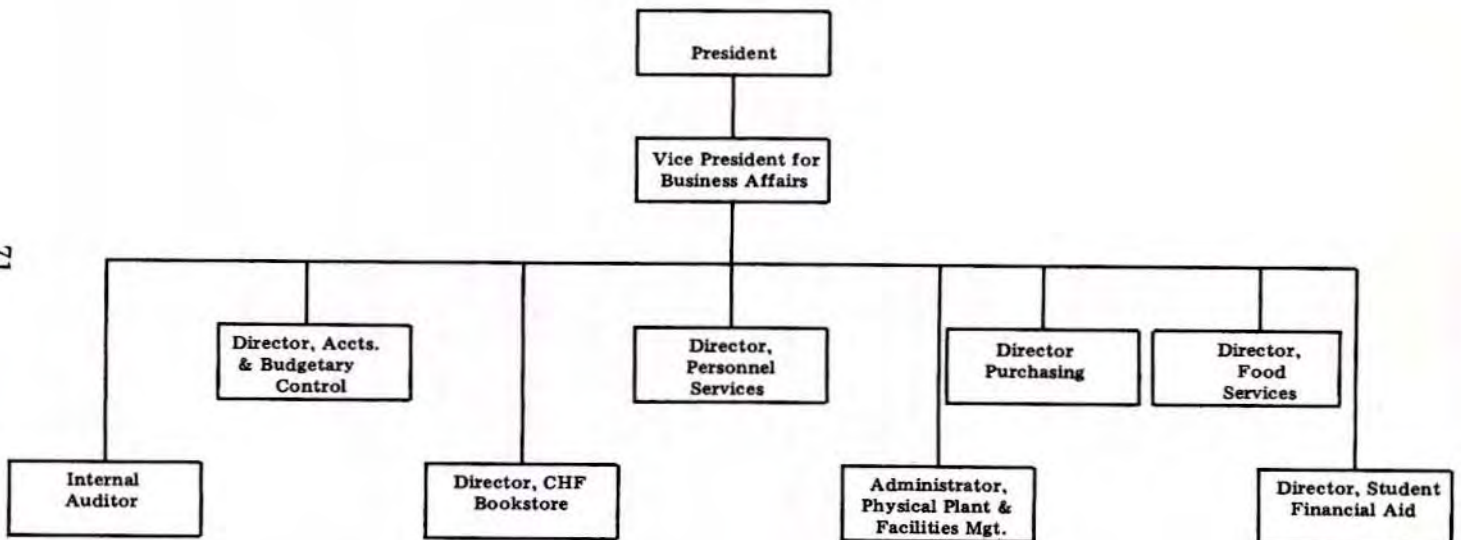 President
Vice President for
Business Affairs
Director, Accts.
& Budgetary
Control
Director,
Personnel
Services
Director
Purchasing
Director,
Food
Services
Internal
Auditor
Director, CHF
Bookstore
Administrator,
Physical Plant &
Facilities Mgt.
Director, Student
Financial Aid